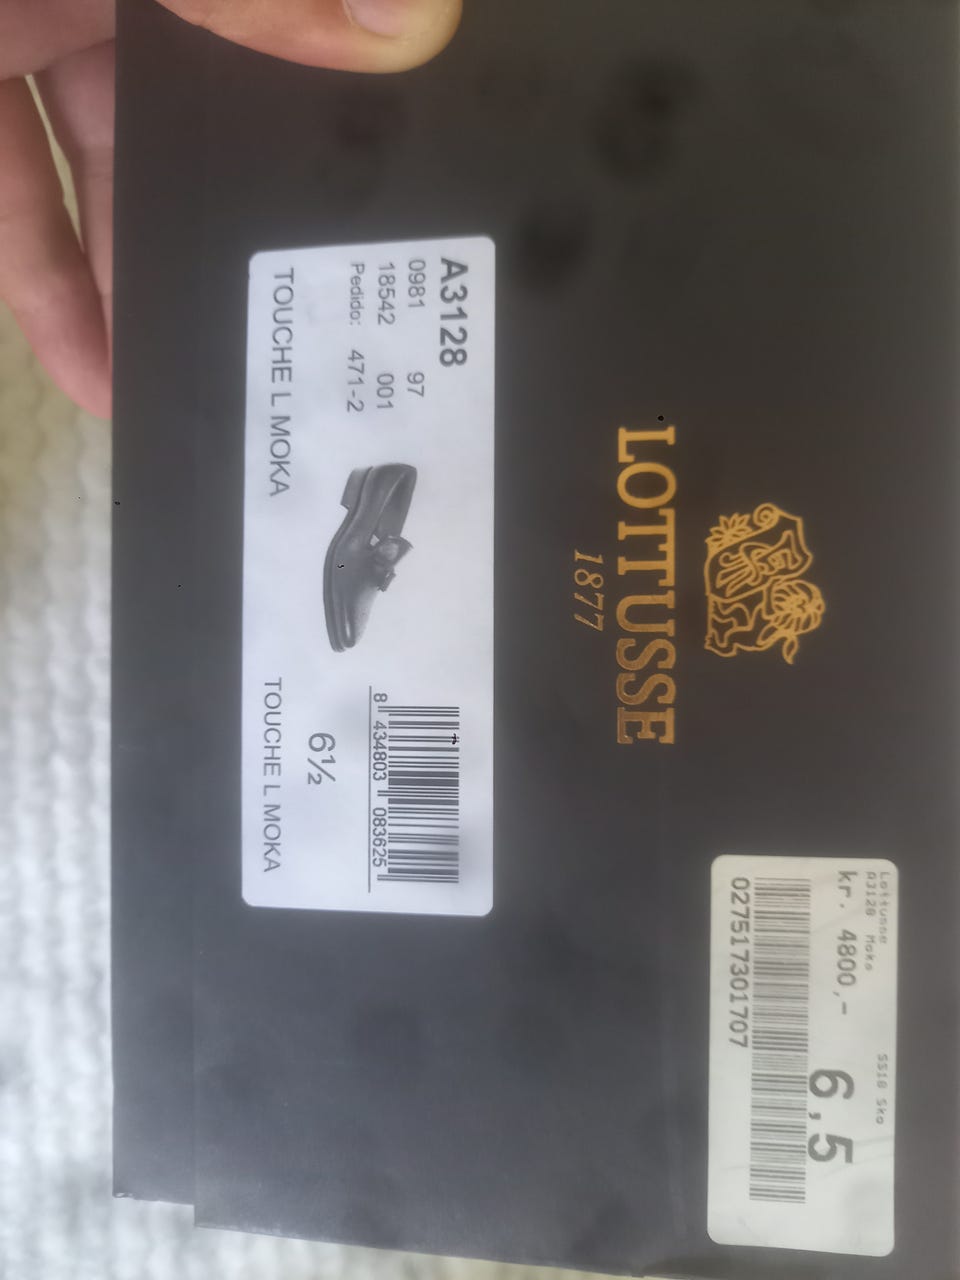 LOTTUSSE
1877
A3128
0981 97
18542 001
Pedido: 471-2
TOUCHE L MOKA
8 434803 083625
6½
TOUCHE L MOKA
Lottusse SS18 Sko
A3128 Moka
kr. 4800,-
6,5
027517301707